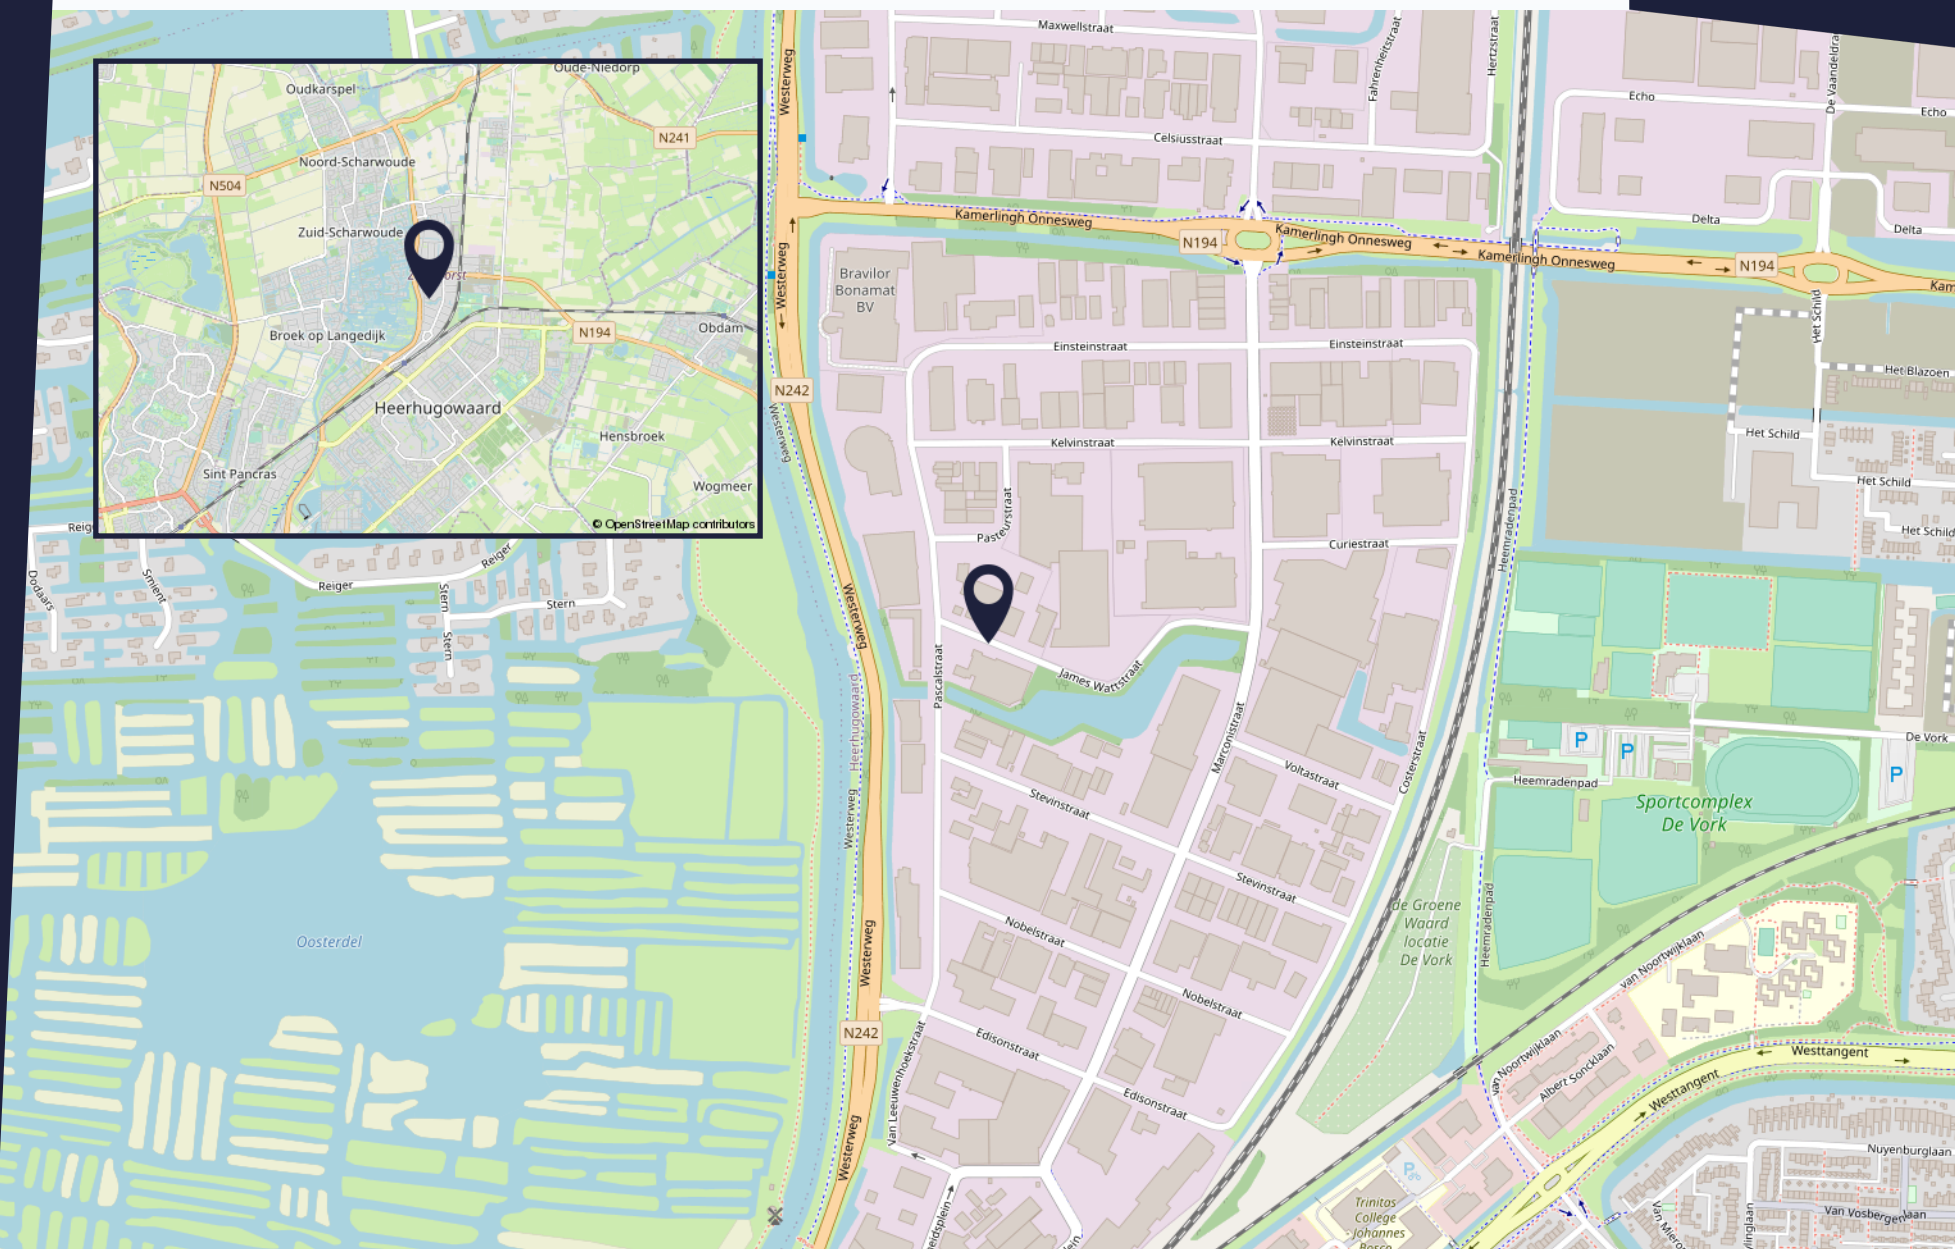 Oudkarspel
Oude-Niedorp
N241
Noord-Scharwoude
N504
Zuid-Scharwoude
Broek op Langedijk
N194
Obdam
Heerhugowaard
Hensbroek
Sint Pancras
Wogmeer
© OpenStreetMap contributors
Maxwellstraat
Westerweg
Fahrenheitstraat
Hertzstraat
Celsiusstraat
Echo
Echo
Delta
Delta
Kamerlingh Onnesweg
N194
Kamerlingh Onnesweg
Kamerlingh Onnesweg
N194
Westerweg
Bravilor
Bonamat
BV
Einsteinstraat
Einsteinstraat
Het Schild
Het Blazoen
N242
Westerweg
Kelvinstraat
Kelvinstraat
Het Schild
Het Schild
Het Schild
Pasteurstraat
Curiestraat
Heemradenpad
Reiger
Reiger
Dodaars
Smient
Stern
Stern
Stern
Westerweg
Pascalstraat
James Wattstraat
Heerhugowaard
Marconistraat
Costerstraat
Voltastraat
P
P
P
De Vork
Heemradenpad
Sportcomplex
De Vork
Westerweg
Stevinstraat
Stevinstraat
de Groene
Waard
locatie
De Vork
Heemradenpad
Oosterdel
Westerweg
Nobelstraat
Nobelstraat
van Noortwijklaan
van Noortwijklaan
N242
Edisonstraat
Edisonstraat
Van Leeuwenhoekstraat
Albert Soncklaan
Westtangent
Westtangent
Westerweg
Nuyenburglaan
Van Vosbergenlaan
P
Trinitas
College
Johannes
Bosco